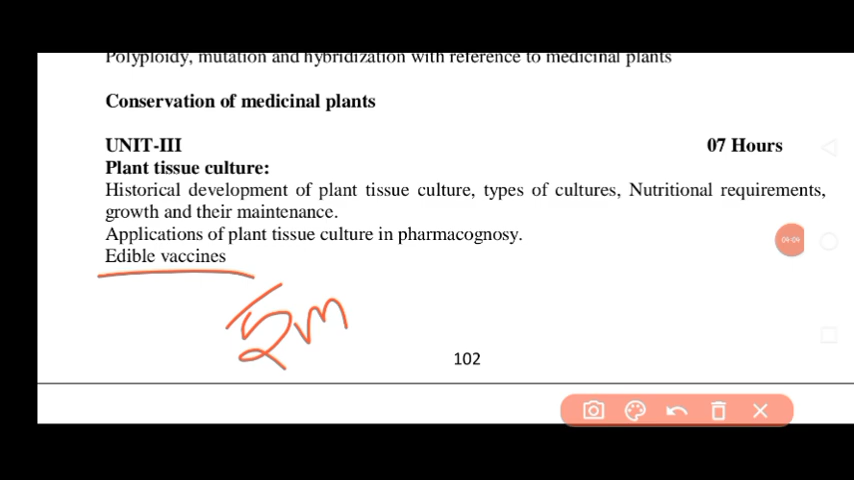 Polyploidy, mutation and hybridization with reference to medicinal plants
Conservation of medicinal plants
UNIT-III 07 Hours
Plant tissue culture:
Historical development of plant tissue culture, types of cultures, Nutritional requirements,
growth and their maintenance.
Applications of plant tissue culture in pharmacognosy.
04:04
Edible vaccines
102